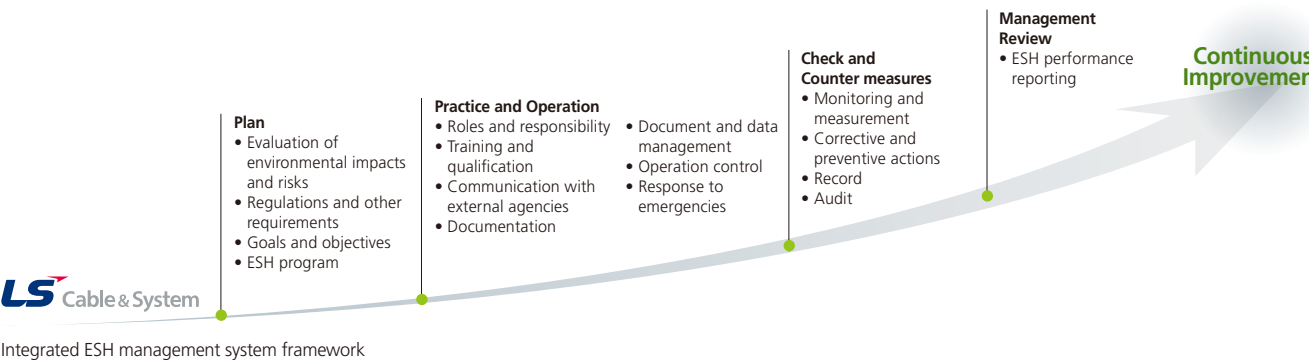 Management
Review
• ESH performance
reporting
Continuous
Improvemen
Check and
Counter measures
• Monitoring and
measurement
• Corrective and
preventive actions
• Record
• Audit
Practice and Operation
• Roles and responsibility
• Training and
qualification
• Communication with
external agencies
• Documentation
• Document and data
management
• Operation control
• Response to
emergencies
Plan
• Evaluation of
environmental impacts
and risks
• Regulations and other
requirements
• Goals and objectives
• ESH program
LS Cable & System
Integrated ESH management system framework